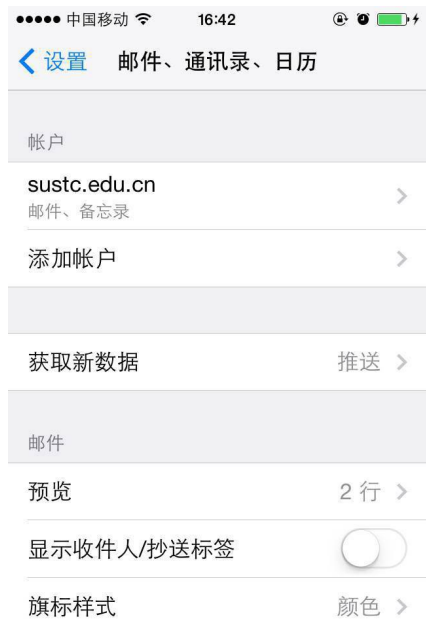 中国移动 16:42
设置 邮件、通讯录、日历
帐户
sustc.edu.cn
邮件、备忘录
添加帐户
获取新数据 推送
邮件
预览 2 行
显示收件人/抄送标签
旗标样式 颜色